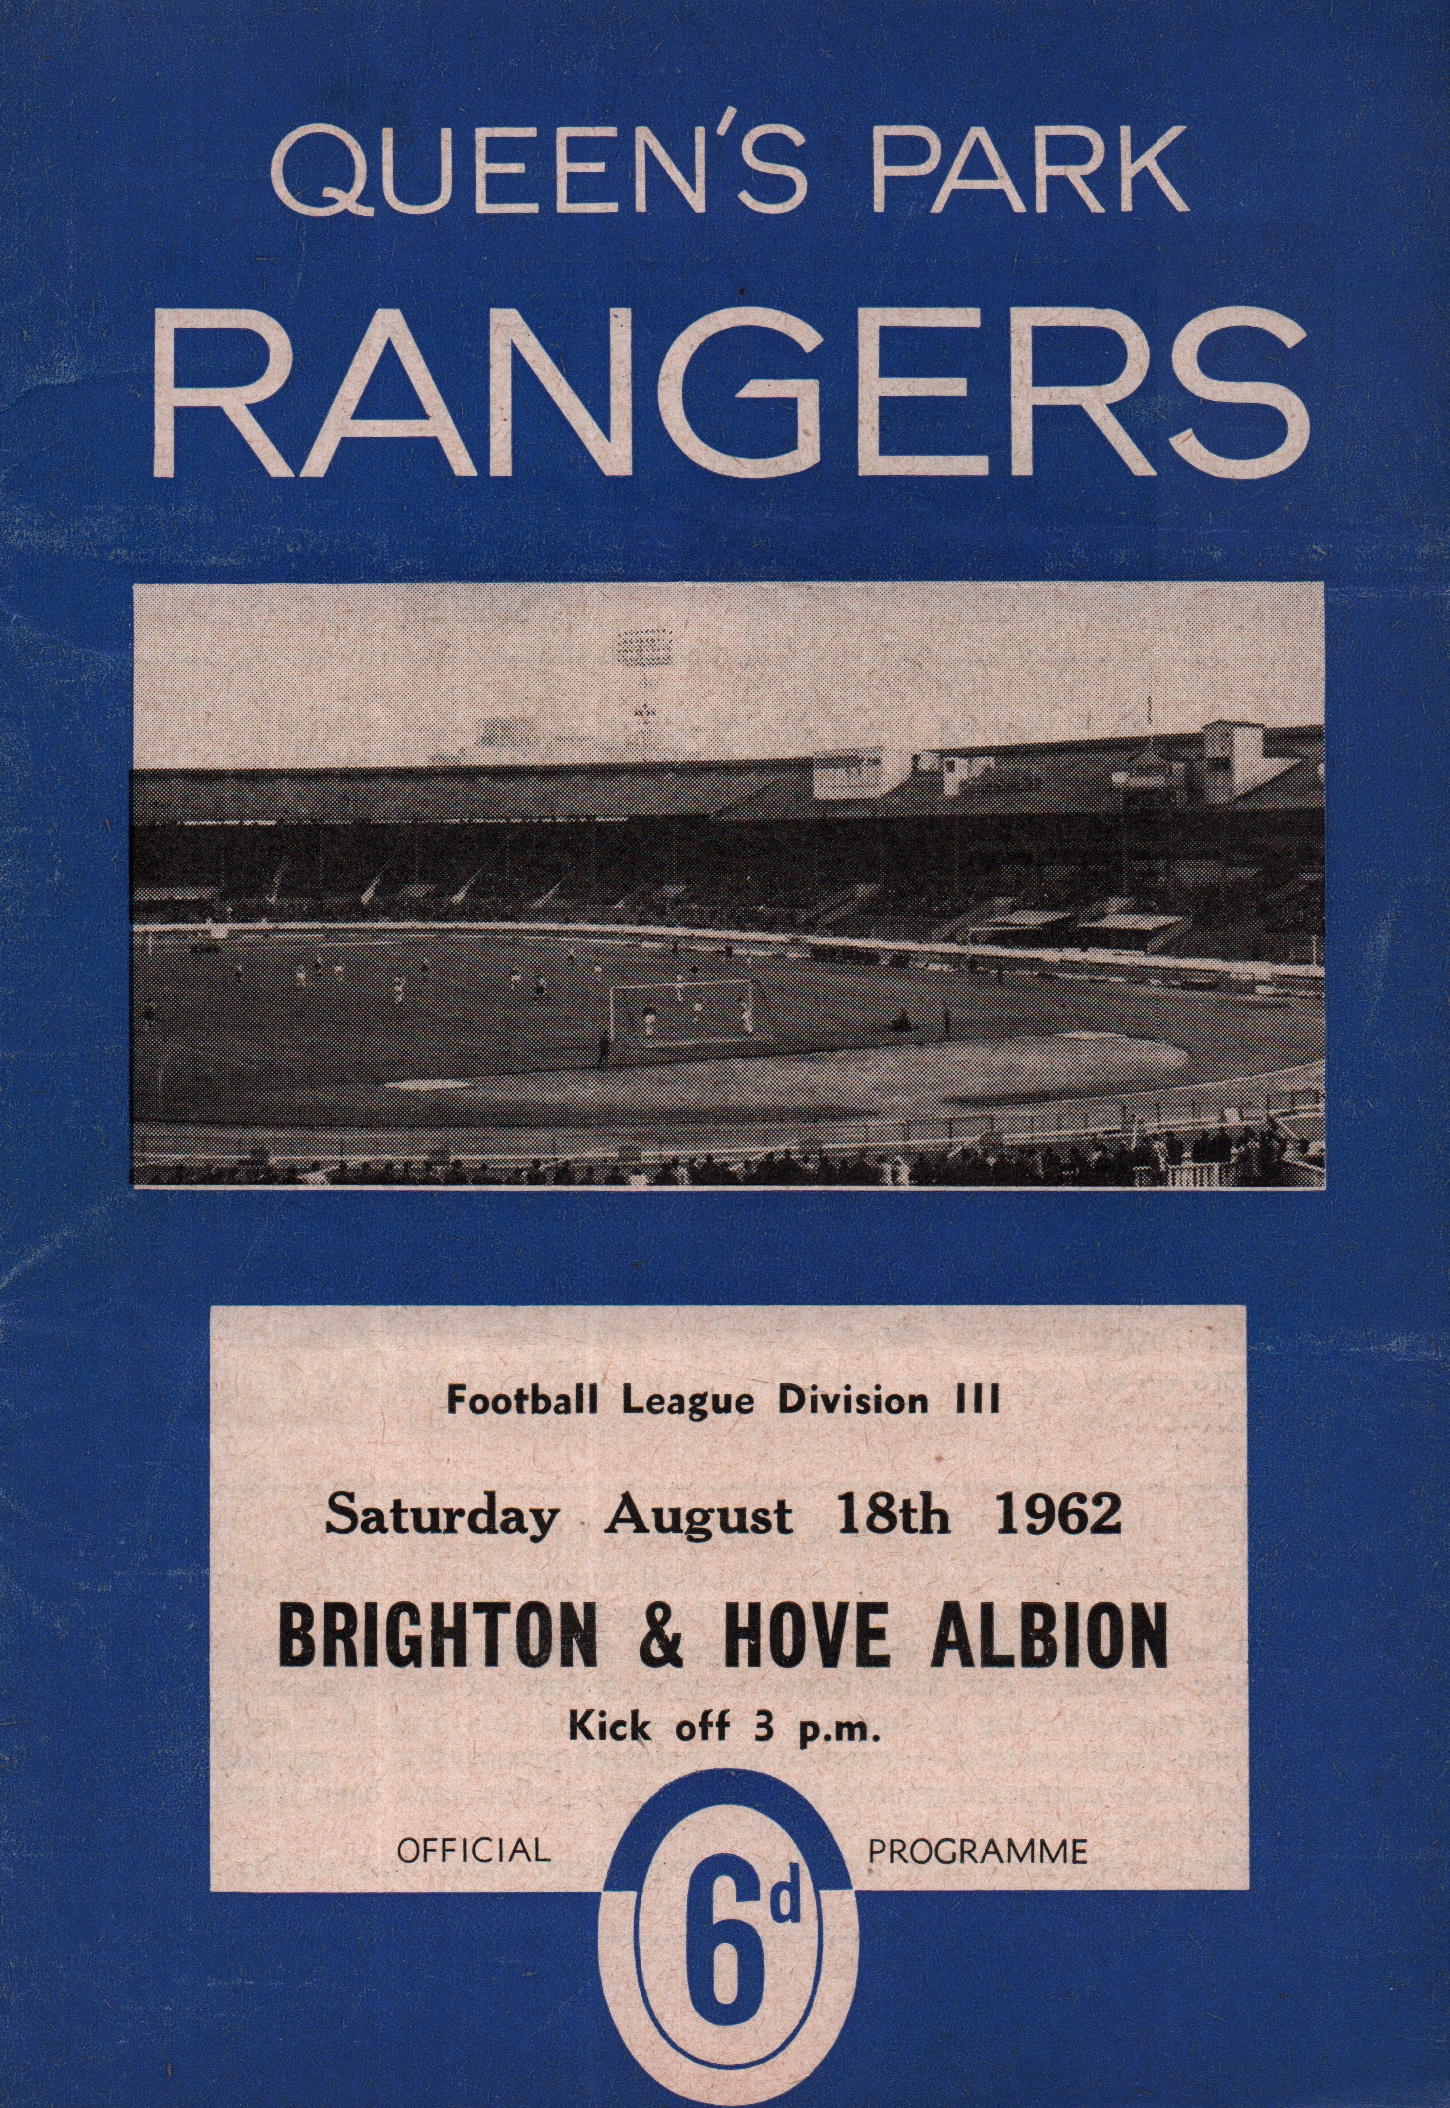 QUEEN'S PARK
RANGERS
Football League Division III
Saturday August 18th 1962
BRIGHTON & HOVE ALBION
Kick off 3 p.m.
OFFICIAL PROGRAMME
6d